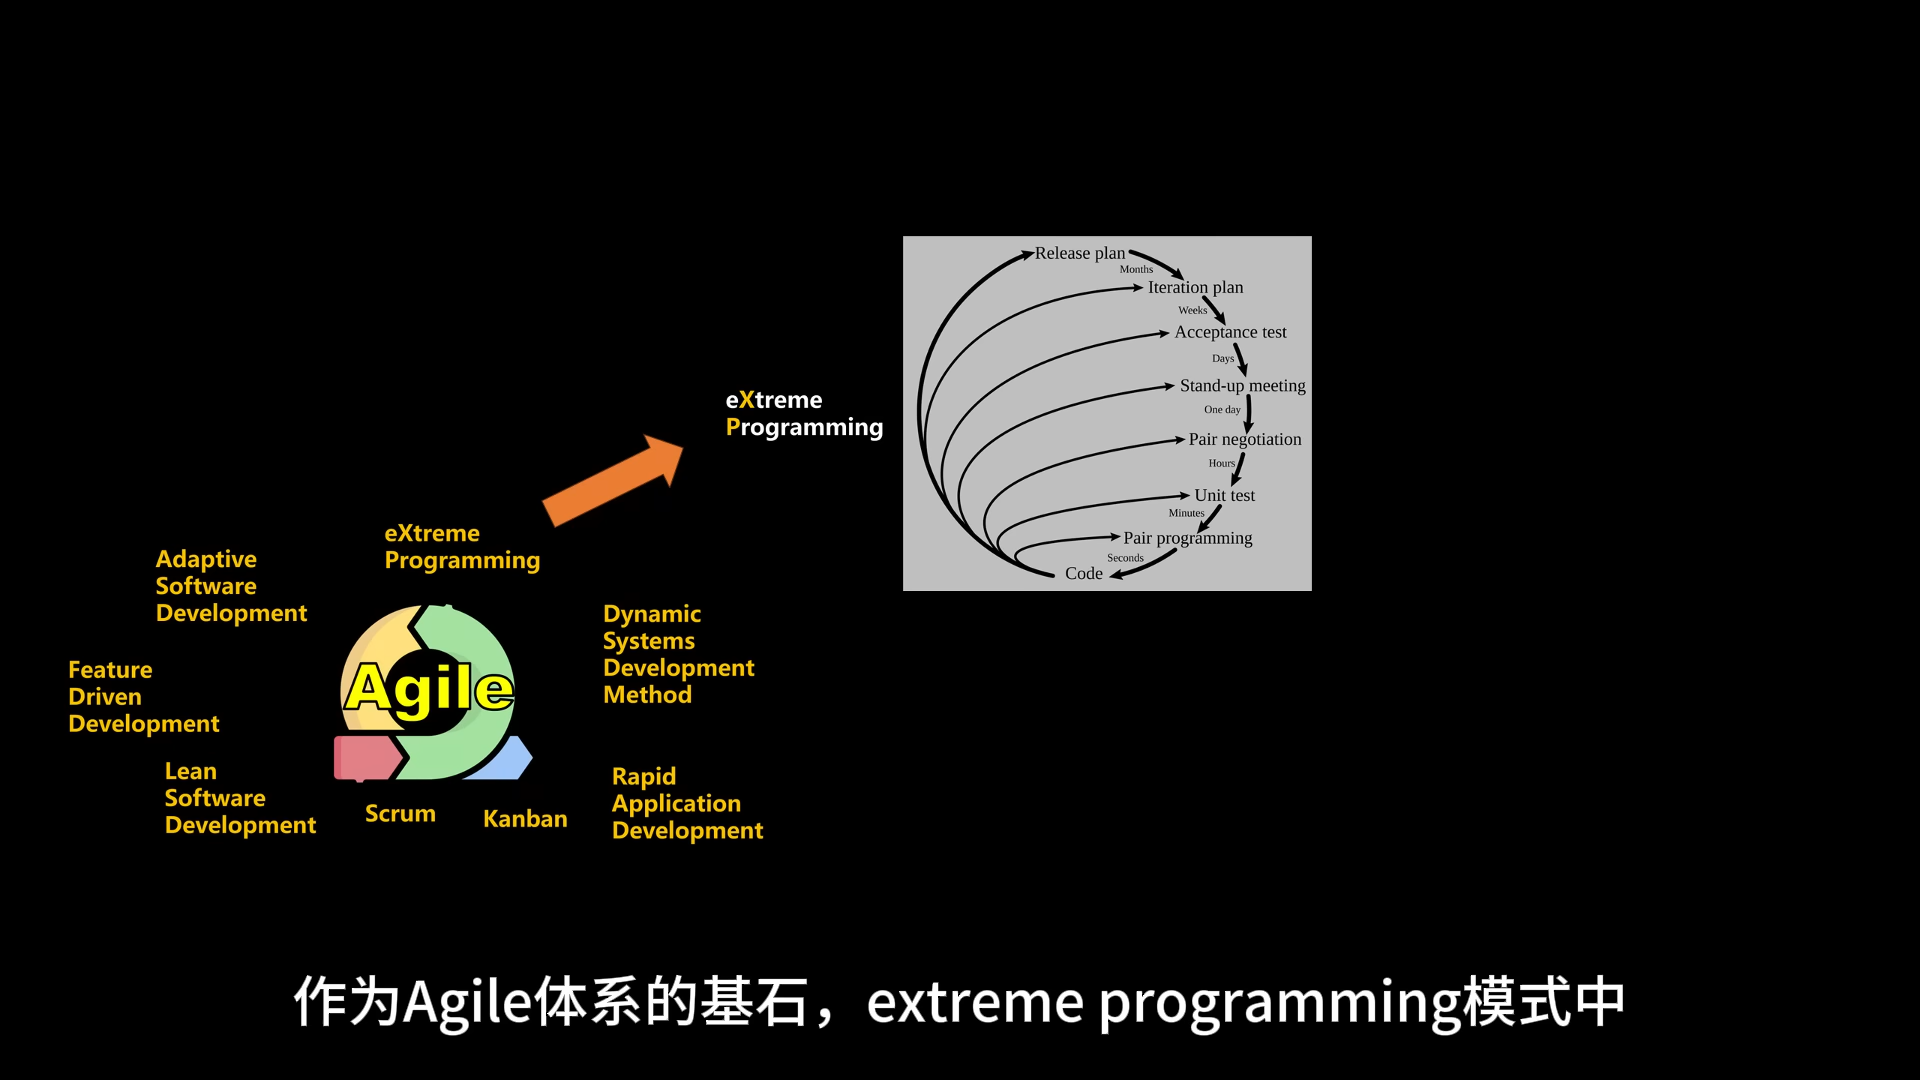 eXtreme
Programming
Release plan
Months
Iteration plan
Weeks
Acceptance test
Days
Stand-up meeting
One day
Pair negotiation
Hours
Unit test
Minutes
Pair programming
Seconds
Code
eXtreme
Programming
Adaptive
Software
Development
Dynamic
Systems
Development
Method
Feature
Driven
Development
Agile
Lean
Software
Development
Scrum
Kanban
Rapid
Application
Development
作为Agile体系的基石，extreme programming模式中